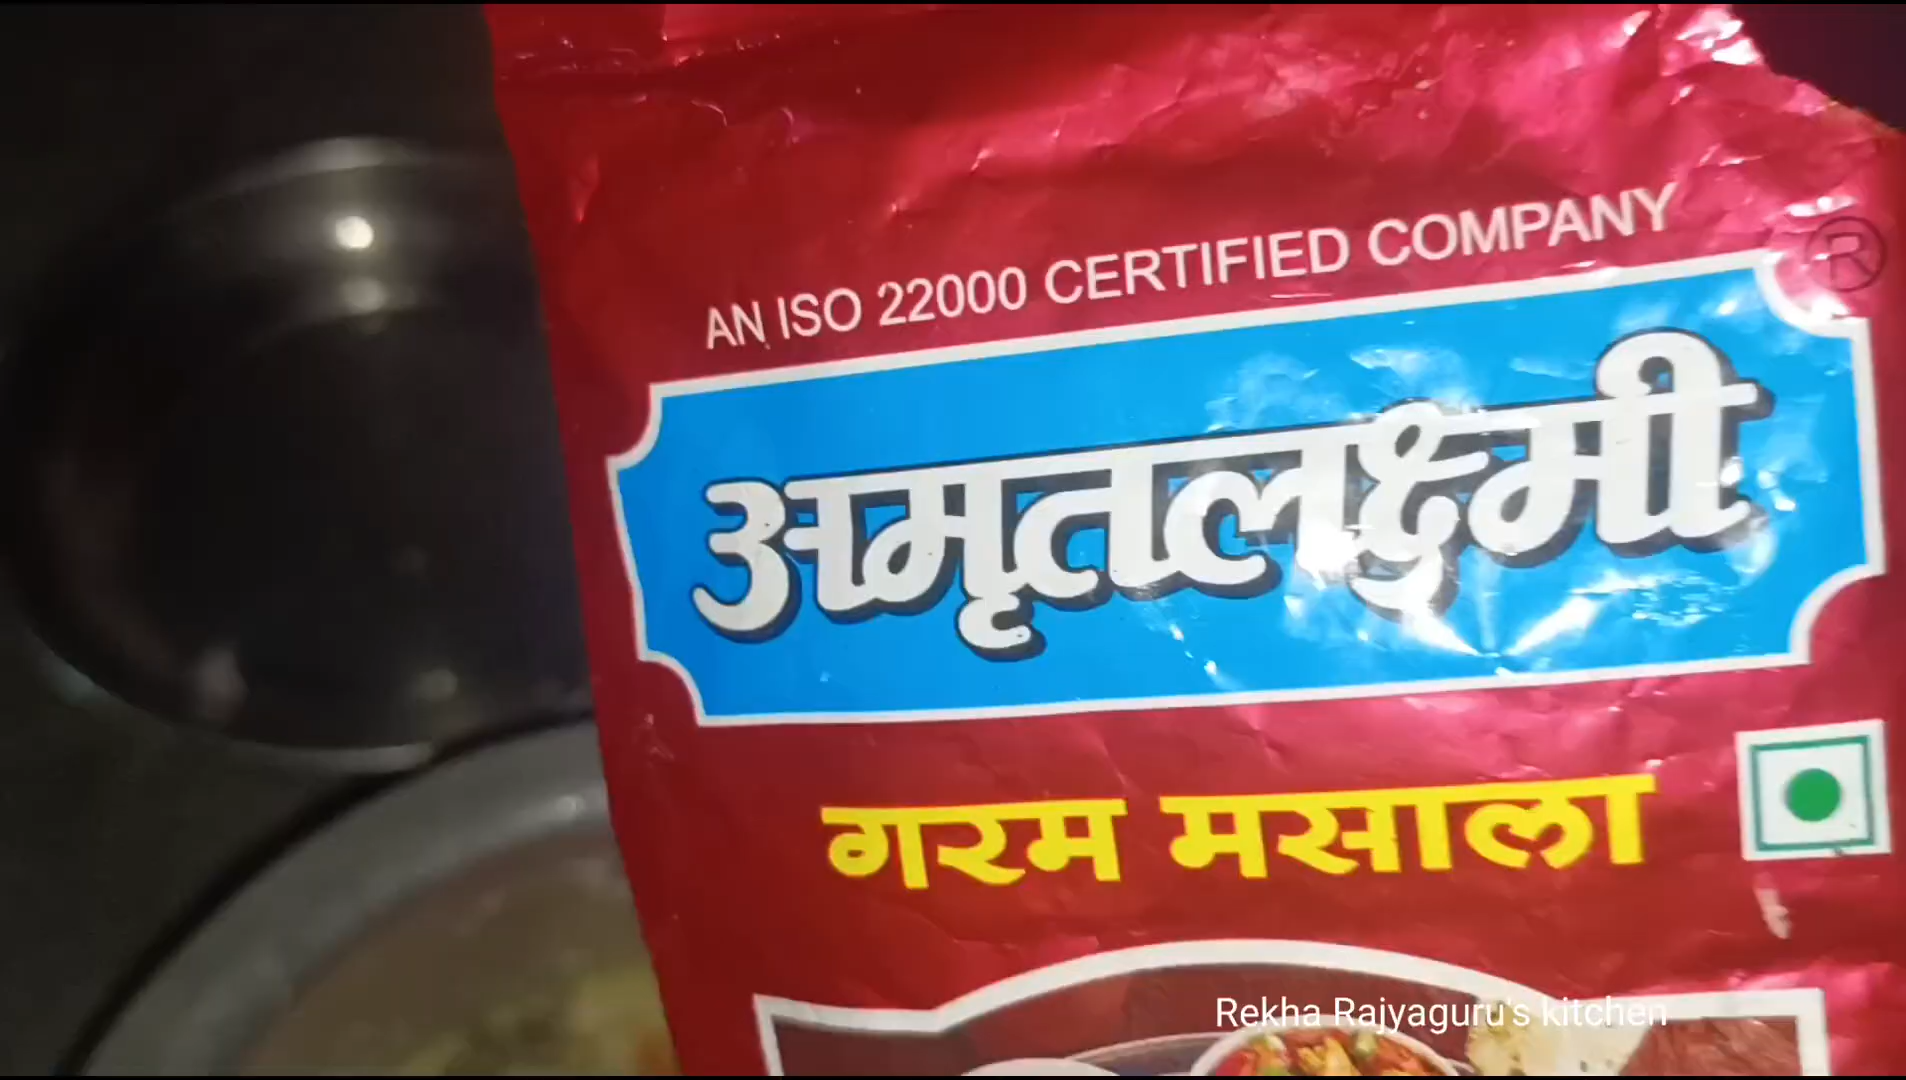 AN ISO 22000 CERTIFIED COMPANY
®
अमृतलक्ष्मी
गरम मसाला
Rekha Rajyaguru's kitchen